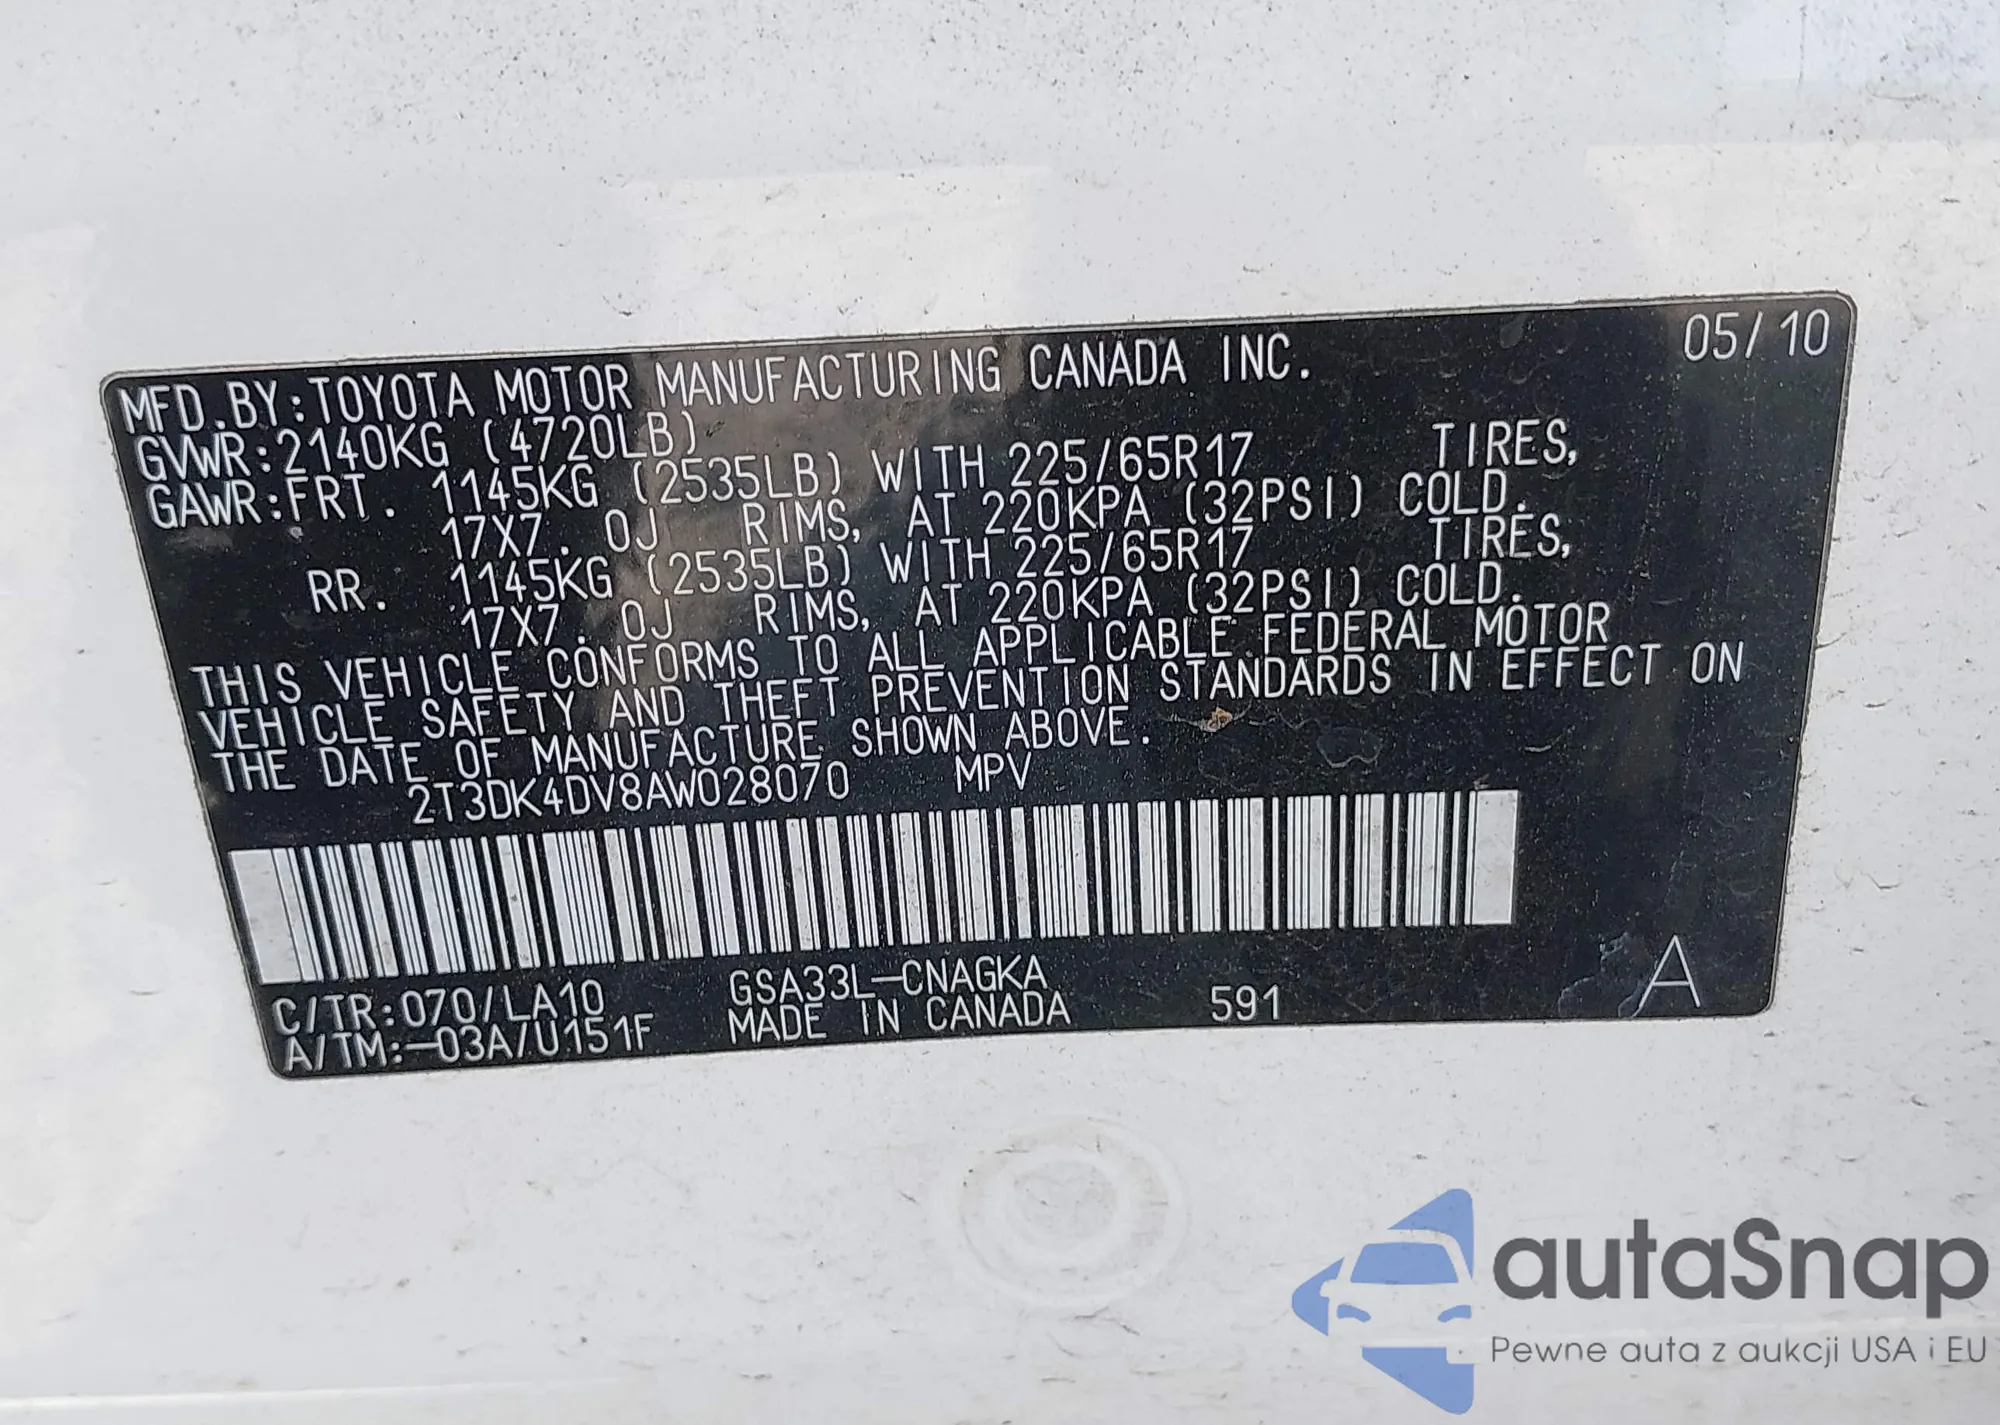 MFD.BY:TOYOTA MOTOR MANUFACTURING CANADA INC. 05/10
GVWR:2140KG (4720LB)
GAWR:FRT. 1145KG (2535LB) WITH 225/65R17 TIRES,
17X7.0J RIMS, AT 220KPA (32PSI) COLD.
RR. 1145KG (2535LB) WITH 225/65R17 TIRES,
17X7.0J RIMS, AT 220KPA (32PSI) COLD.
THIS VEHICLE CONFORMS TO ALL APPLICABLE FEDERAL MOTOR
VEHICLE SAFETY AND THEFT PREVENTION STANDARDS IN EFFECT ON
THE DATE OF MANUFACTURE SHOWN ABOVE.
2T3DK4DV8AW028070 MPV
C/TR:070/LA10 GSA33L-CNAGKA
A/TM:-03A/U151F MADE IN CANADA 591 A
autaSnap
Pewne auta z aukcji USA i EU